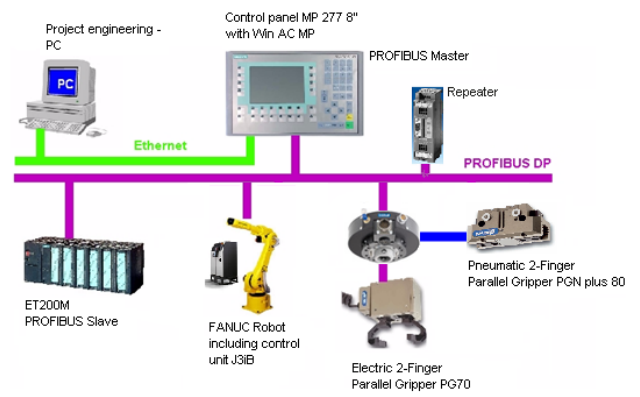 Project engineering -
PC
Control panel MP 277 8"
with Win AC MP
PROFIBUS Master
Repeater
PC
Ethernet
PROFIBUS DP
ET200M
PROFIBUS Slave
FANUC Robot
including control
unit J3iB
Pneumatic 2-Finger
Parallel Gripper PGN plus 80
Electric 2-Finger
Parallel Gripper PG70